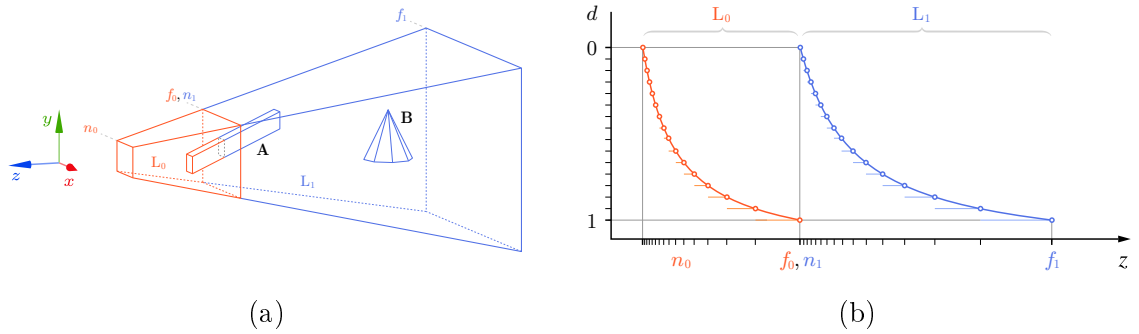 f₁
f₀, n₁
n₀
y
z
x
L₀
A
B
L₁
(a)
d
L₀
L₁
0
1
n₀
f₀, n₁
f₁
z
(b)